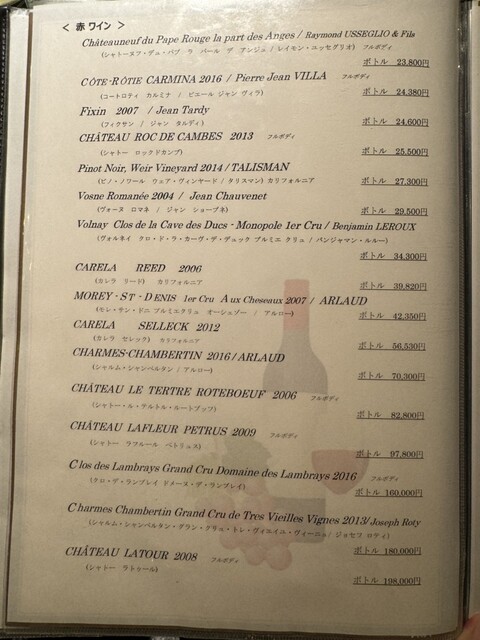 < 赤 ワイン >
Châteauneuf du Pape Rouge la part des Anges / Raymond USSEGLIO & Fils
(シャトーヌフ・デュ・パプ ラ パール デ アンジュ / レイモン・ユッセグリオ) フルボディ
ボトル 23.800円
CÔTE-RÔTIE CARMINA 2016 / Pierre Jean VILLA フルボディ
(コートロティ カルミナ / ピエール ジャン ヴィラ)
ボトル 24.380円
Fixin 2007 / Jean Tardy
(フィクサン / ジャン タルディ)
ボトル 24.600円
CHÂTEAU ROC DE CAMBES 2013 フルボディ
(シャトー ロックドカンブ)
ボトル 25.500円
Pinot Noir, Weir Vineyard 2014 / TALISMAN
(ピノ・ノワール ウェア・ヴィンヤード / タリスマン) カリフォルニア
ボトル 27.300円
Vosne Romanée 2004 / Jean Chauvenet
(ヴォーヌ ロマネ / ジャン ショーブネ)
ボトル 29.500円
Volnay Clos de la Cave des Ducs - Monopole 1er Cru / Benjamin LEROUX
(ヴォルネイ クロ・ド・ラ・カーヴ・デ・デュック プルミエ クリュ / バンジャマン・ルルー)
ボトル 34,300円
CARELA REED 2006
(カレラ リード) カリフォルニア
ボトル 39,820円
MOREY-ST-DENIS 1er Cru Aux Cheseaux 2007 / ARLAUD
(モレ・サン・ドニ プルミエクリュ オーシェゾー / アルロー)
ボトル 42,350円
CARELA SELLECK 2012
(カレラ セレック) カリフォルニア
ボトル 56,530円
CHARMES-CHAMBERTIN 2016/ ARLAUD
(シャルム・シャンベルタン / アルロー)
ボトル 70,300円
CHÂTEAU LE TERTRE ROTEBOEUF 2006 フルボディ
(シャトー・ル・テルトル・ロートブッフ)
ボトル 82,800円
CHÂTEAU LAFLEUR PETRUS 2009 フルボディ
(シャトー ラフルール ペトリュス)
ボトル 97,800円
Clos des Lambrays Grand Cru Domaine des Lambrays 2016 フルボディ
(クロ・デ・ランブレイ ドメーヌ・デ・ランブレイ)
ボトル 160,000円
Charmes Chambertin Grand Cru de Tres Vieilles Vignes 2013/ Joseph Roty
(シャルム・シャンベルタン・グラン・クリュ・トレ・ヴィエイユ・ヴィーニュ/ ジョセフ ロティ)
ボトル 180,000円
CHÂTEAU LATOUR 2008 フルボディ
(シャトー ラトゥール)
ボトル 198,000円